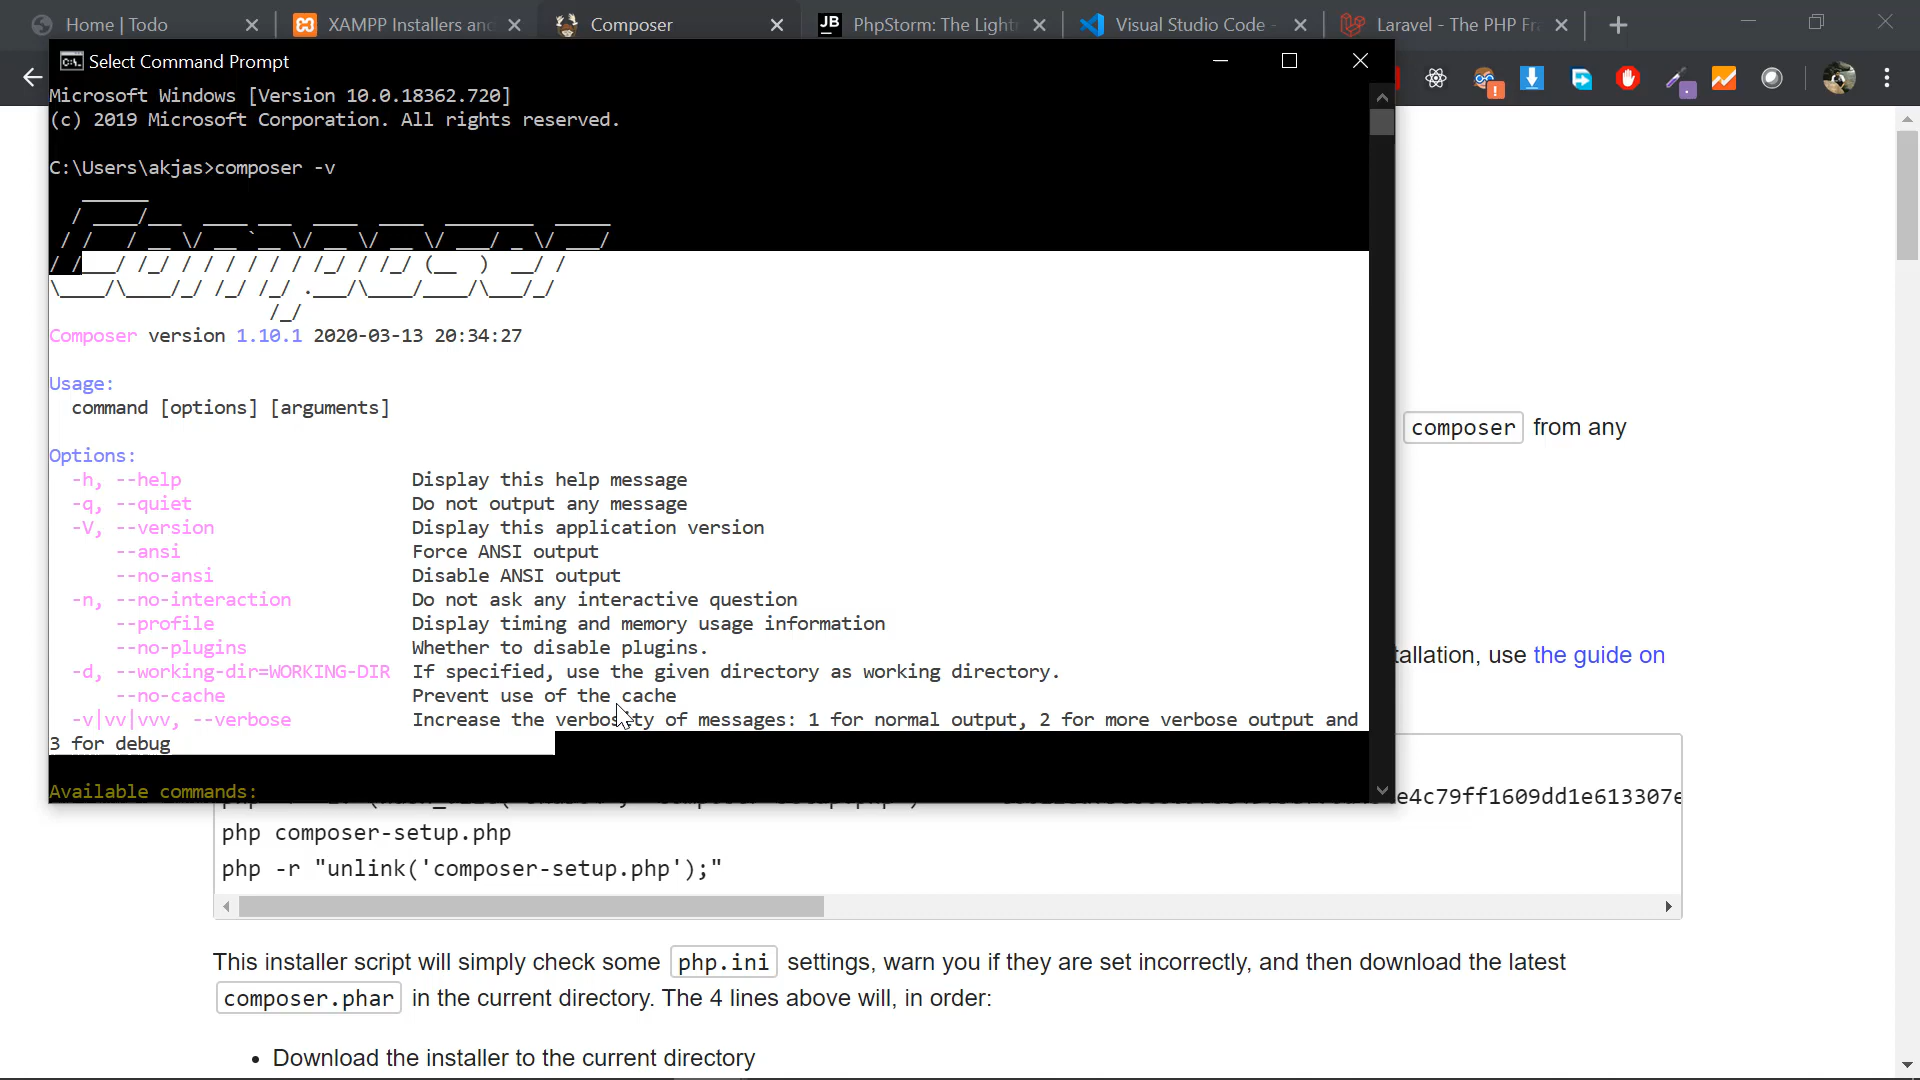 Home | Todo
XAMPP Installers and
Composer
PhpStorm: The Light
Visual Studio Code -
Laravel - The PHP Fr
Select Command Prompt
Microsoft Windows [Version 10.0.18362.720]
(c) 2019 Microsoft Corporation. All rights reserved.
C:\Users\akjas>composer -v
Composer
Composer version 1.10.1 2020-03-13 20:34:27
Usage:
command [options] [arguments]
Options:
-h, --help Display this help message
-q, --quiet Do not output any message
-V, --version Display this application version
--ansi Force ANSI output
--no-ansi Disable ANSI output
-n, --no-interaction Do not ask any interactive question
--profile Display timing and memory usage information
--no-plugins Whether to disable plugins.
-d, --working-dir=WORKING-DIR If specified, use the given directory as working directory.
--no-cache Prevent use of the cache
-v|vv|vvv, --verbose Increase the verbosity of messages: 1 for normal output, 2 for more verbose output and
3 for debug
Available commands:
composer from any
tallation, use the guide on
e4c79ff1609dd1e613307e
php composer-setup.php
php -r "unlink('composer-setup.php');"
This installer script will simply check some php.ini settings, warn you if they are set incorrectly, and then download the latest
composer.phar in the current directory. The 4 lines above will, in order:
• Download the installer to the current directory